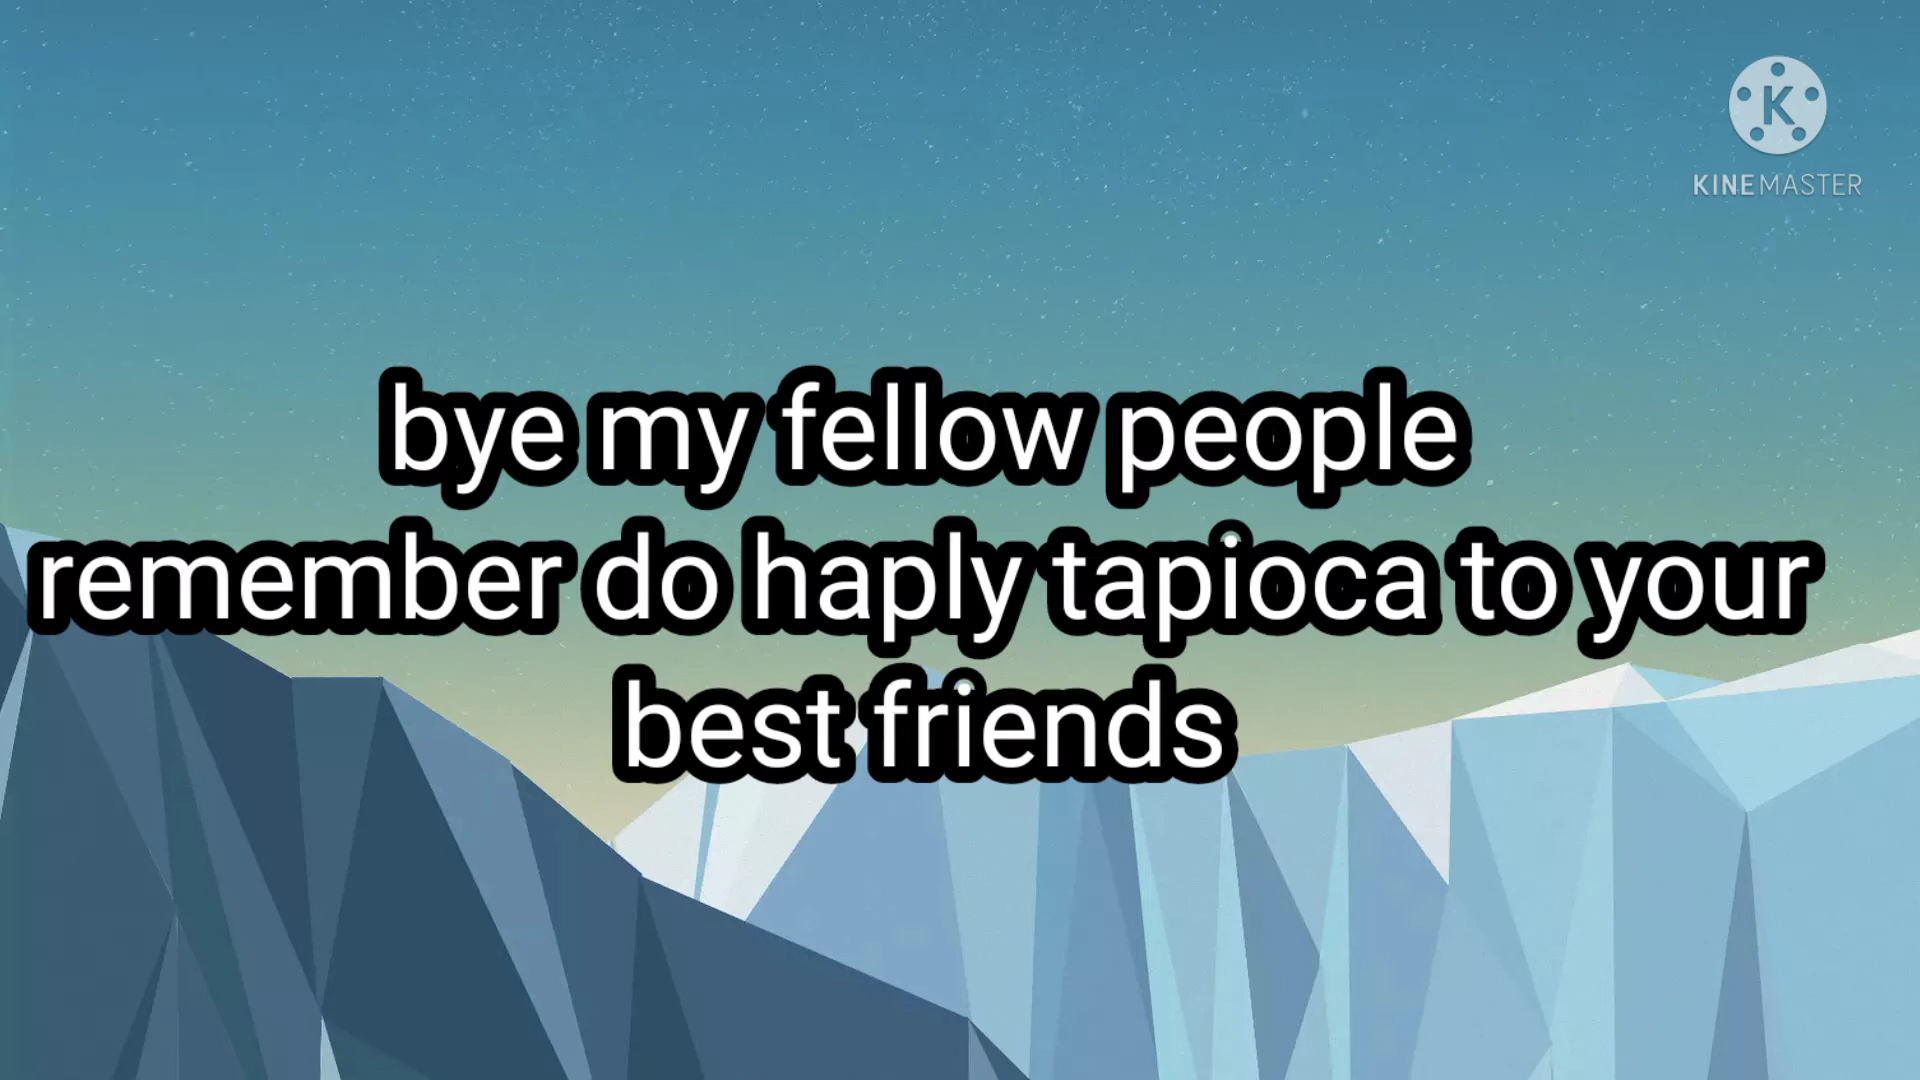 K
KINEMASTER
bye my fellow people
remember do haply tapioca to your
best friends